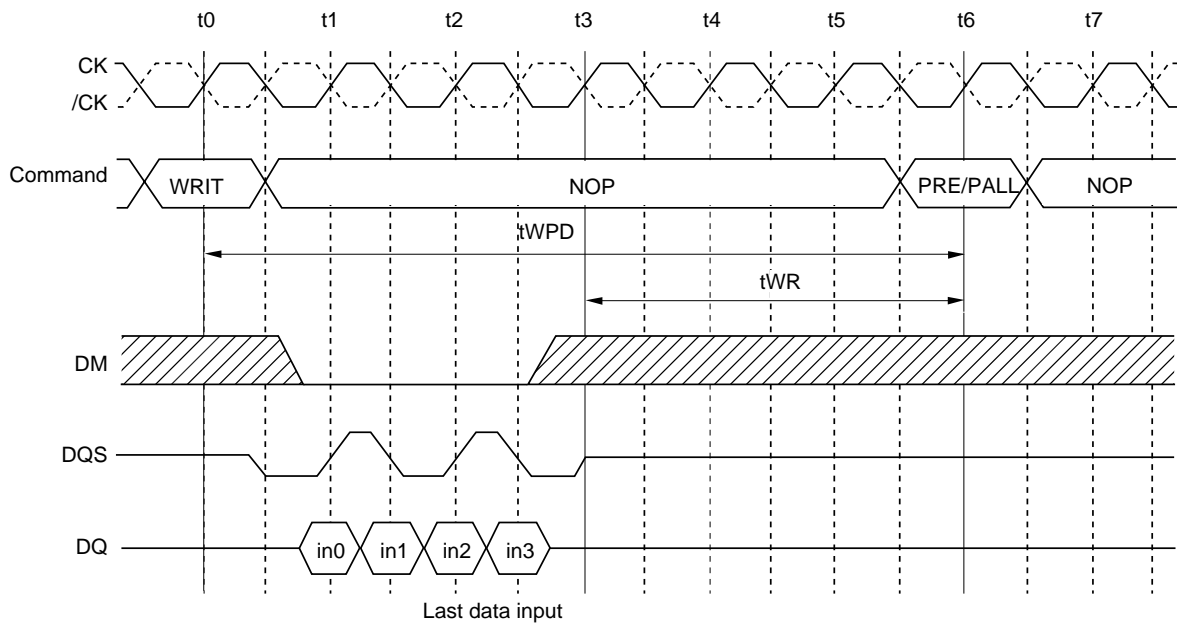 t0 t1 t2 t3 t4 t5 t6 t7
CK
/CK
Command WRIT NOP PRE/PALL NOP
tWPD
tWR
DM
DQS
DQ in0 in1 in2 in3
Last data input